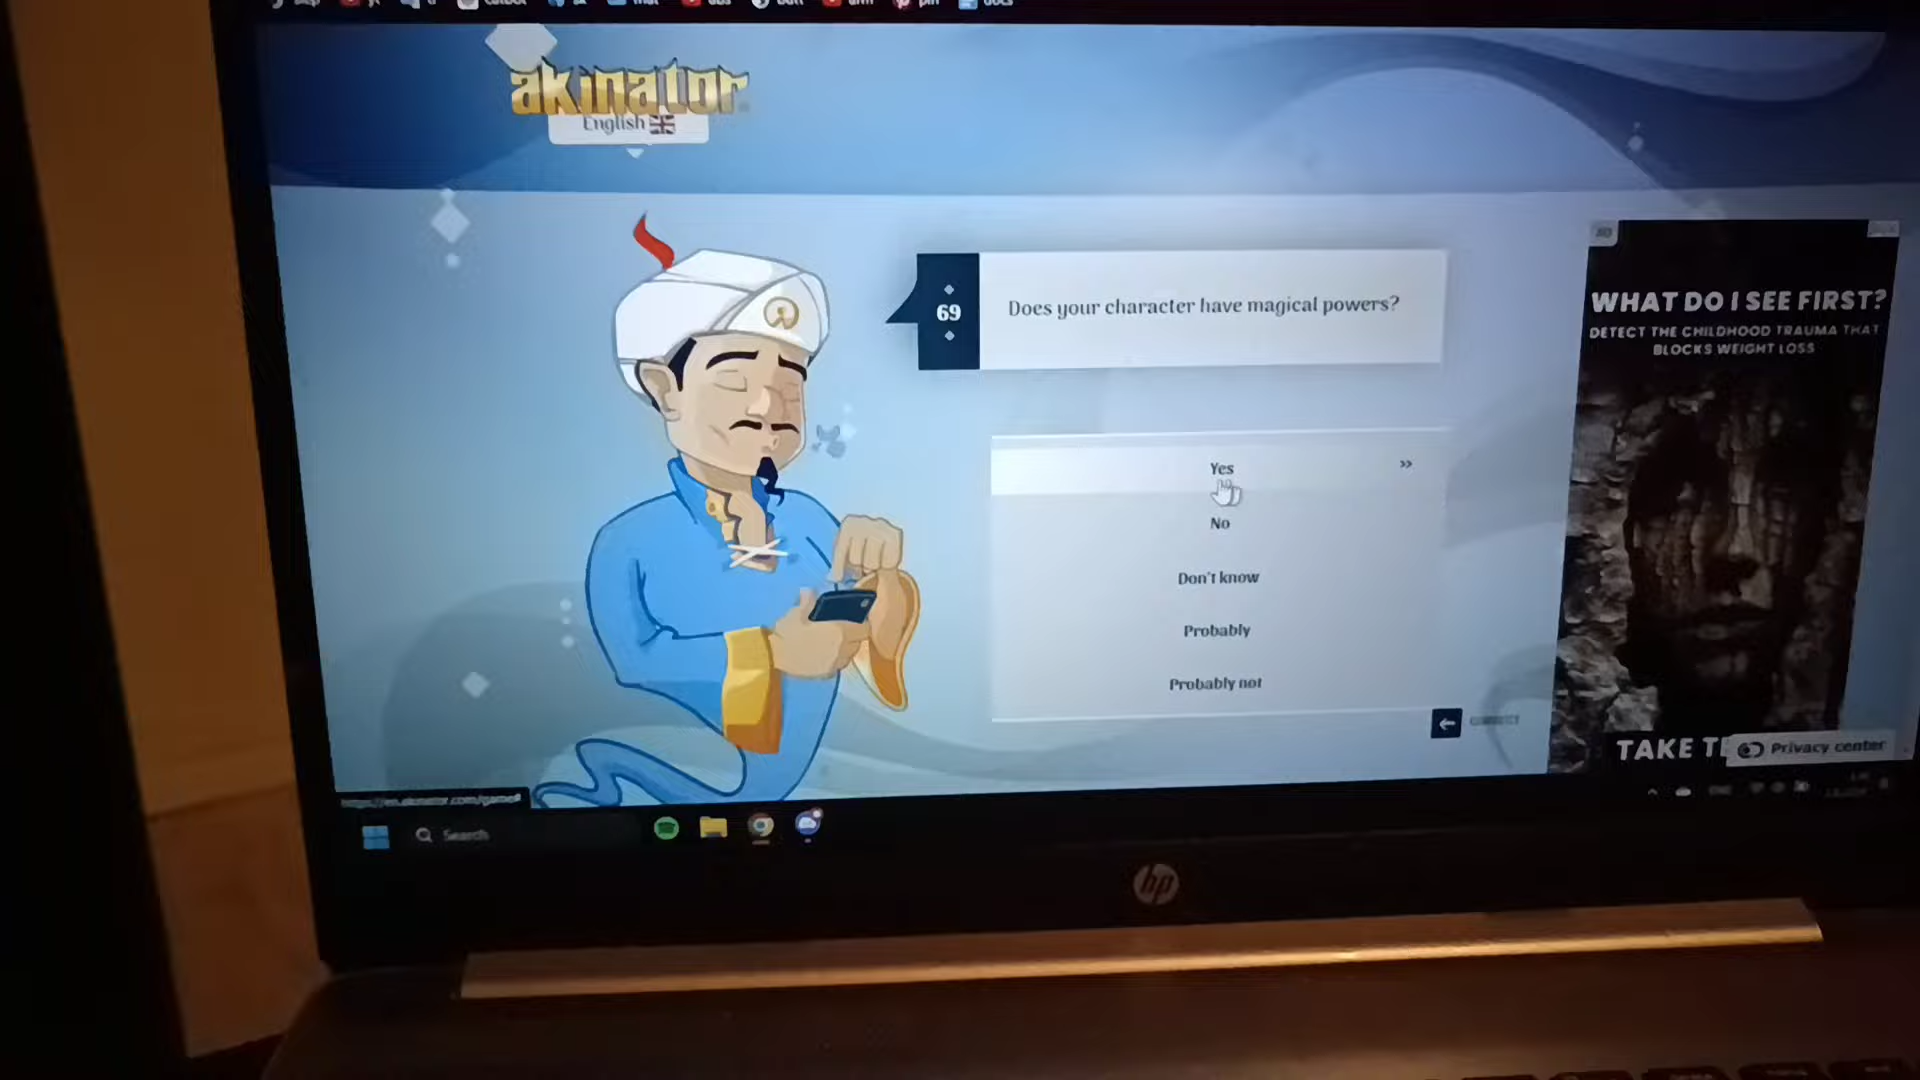 akinator
English
69
Does your character have magical powers?
Yes
No
Don't know
Probably
Probably not
WHAT DO I SEE FIRST?
DETECT THE CHILDHOOD TRAUMA THAT
BLOCKS WEIGHT LOSS
TAKE
Privacy center
Search
hp